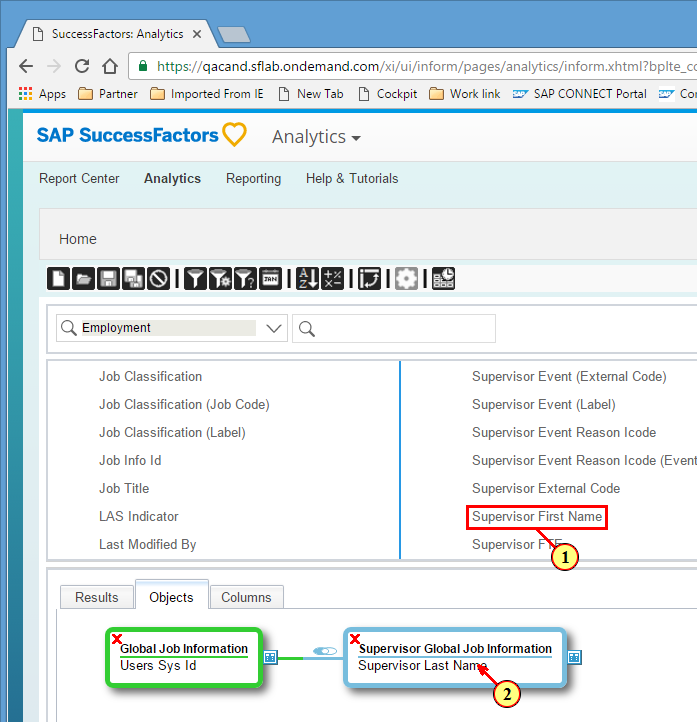 SuccessFactors: Analytics
https://qacand.sflab.ondemand.com/xi/ui/inform/pages/analytics/inform.xhtml?bplte_co
Apps Partner Imported From IE New Tab Cockpit Work link SAP CONNECT Portal Cor
SAP SuccessFactors Analytics
Report Center Analytics Reporting Help & Tutorials
Home
JAN A Z
Employment
Job Classification
Job Classification (Job Code)
Job Classification (Label)
Job Info Id
Job Title
LAS Indicator
Last Modified By
Supervisor Event (External Code)
Supervisor Event (Label)
Supervisor Event Reason Icode
Supervisor Event Reason Icode (Event
Supervisor External Code
Supervisor First Name
Supervisor FTE
1
Results Objects Columns
Global Job Information
Users Sys Id
Supervisor Global Job Information
Supervisor Last Name
2